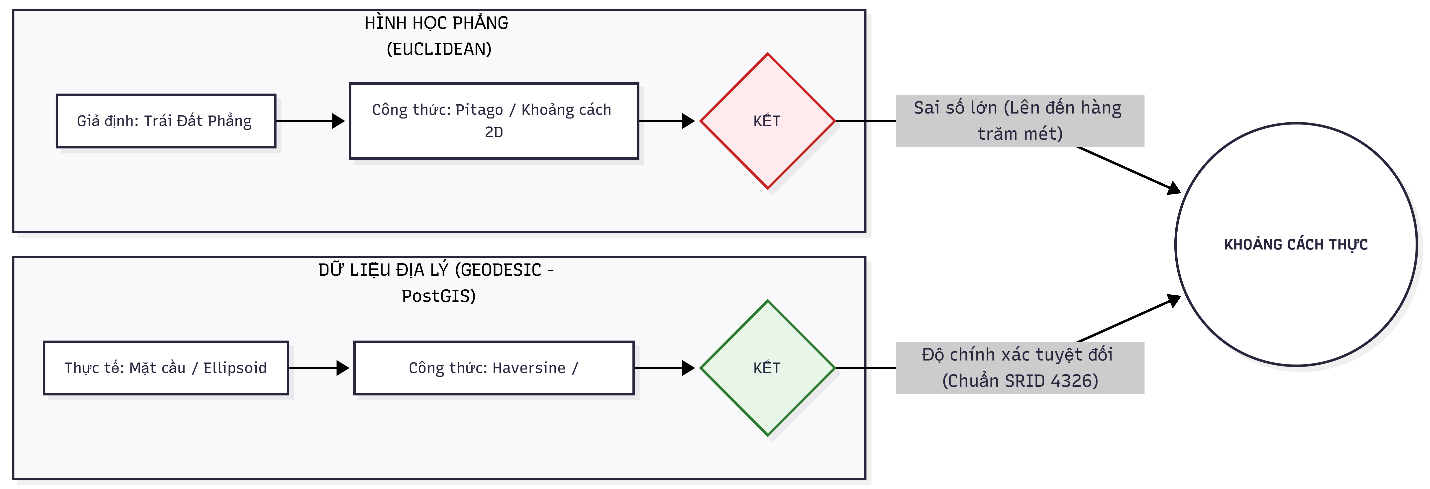 HÌNH HỌC PHẲNG
(EUCLIDEAN)
Giả định: Trái Đất Phẳng
Công thức: Pitago / Khoảng cách
2D
KẾT
Sai số lớn (Lên đến hàng
trăm mét)
KHOẢNG CÁCH THỰC
DỮ LIỆU ĐỊA LÝ (GEODESIC -
PostGIS)
Thực tế: Mặt cầu / Ellipsoid
Công thức: Haversine /
KẾT
Độ chính xác tuyệt đối
(Chuẩn SRID 4326)